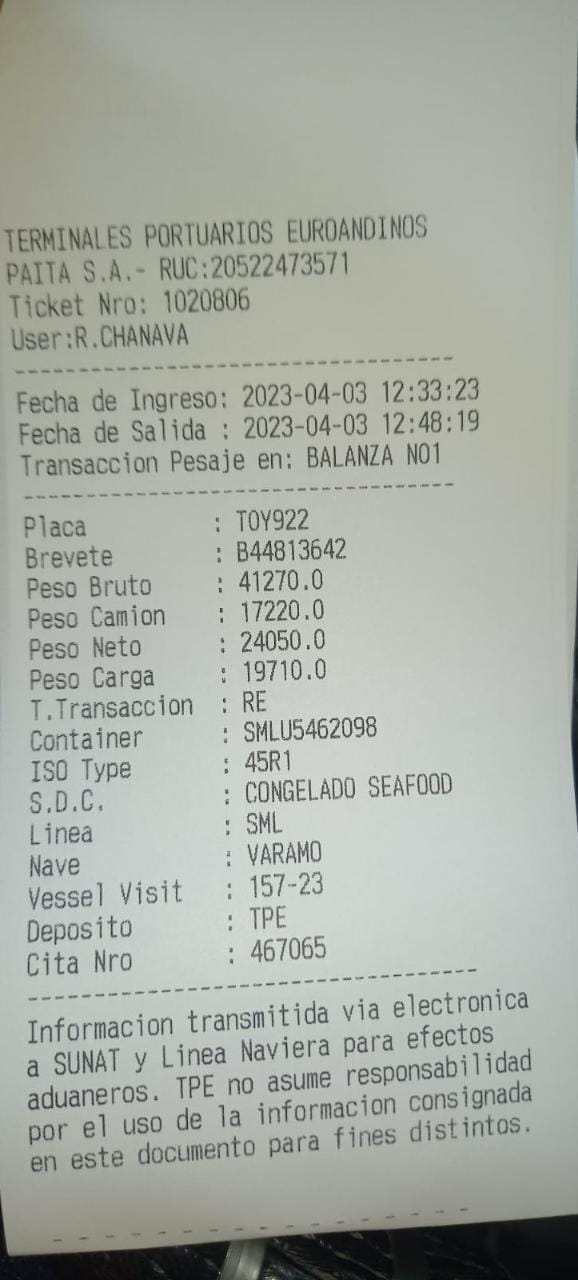 TERMINALES PORTUARIOS EUROANDINOS
PAITA S.A.- RUC:20522473571
Ticket Nro: 1020806
User:R.CHANAVA
Fecha de Ingreso: 2023-04-03 12:33:23
Fecha de Salida : 2023-04-03 12:48:19
Transaccion Pesaje en: BALANZA NO1
Placa : TOY922
Brevete : B44813642
Peso Bruto : 41270.0
Peso Camion : 17220.0
Peso Neto : 24050.0
Peso Carga : 19710.0
T.Transaccion : RE
Container : SMLU5462098
ISO Type : 45R1
S.D.C. : CONGELADO SEAFOOD
Linea : SML
Nave : VARAMO
Vessel Visit : 157-23
Deposito : TPE
Cita Nro : 467065
Informacion transmitida via electronica
a SUNAT y Linea Naviera para efectos
aduaneros. TPE no asume responsabilidad
por el uso de la informacion consignada
en este documento para fines distintos.